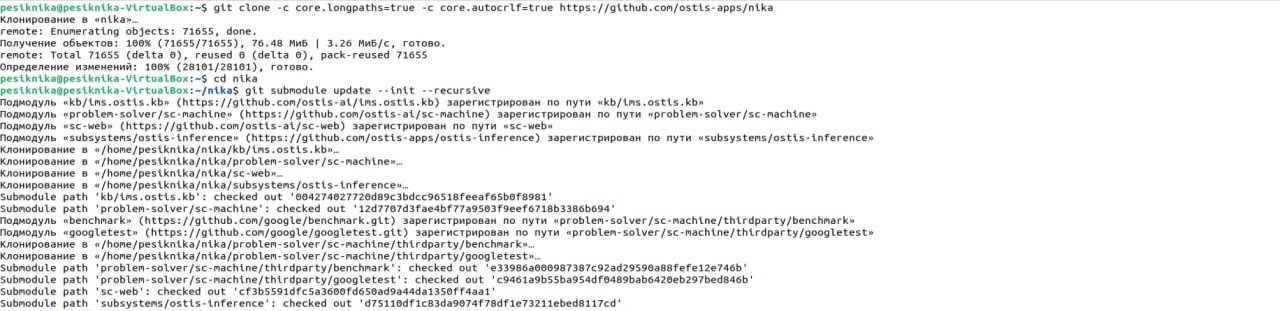 pesiknika@pesiknika-VirtualBox:~$ git clone -c core.longpaths=true -c core.autocrlf=true https://github.com/ostis-apps/nika
Клонирование в «nika»…
remote: Enumerating objects: 71655, done.
Получение объектов: 100% (71655/71655), 76.48 МиБ | 3.26 МиБ/с, готово.
remote: Total 71655 (delta 0), reused 0 (delta 0), pack-reused 71655
Определение изменений: 100% (28101/28101), готово.
pesiknika@pesiknika-VirtualBox:~$ cd nika
pesiknika@pesiknika-VirtualBox:~/nika$ git submodule update --init --recursive
Подмодуль «kb/ims.ostis.kb» (https://github.com/ostis-ai/ims.ostis.kb) зарегистрирован по пути «kb/ims.ostis.kb»
Подмодуль «problem-solver/sc-machine» (https://github.com/ostis-ai/sc-machine) зарегистрирован по пути «problem-solver/sc-machine»
Подмодуль «sc-web» (https://github.com/ostis-ai/sc-web) зарегистрирован по пути «sc-web»
Подмодуль «subsystems/ostis-inference» (https://github.com/ostis-apps/ostis-inference) зарегистрирован по пути «subsystems/ostis-inference»
Клонирование в «/home/pesiknika/nika/kb/ims.ostis.kb»…
Клонирование в «/home/pesiknika/nika/problem-solver/sc-machine»…
Клонирование в «/home/pesiknika/nika/sc-web»…
Клонирование в «/home/pesiknika/nika/subsystems/ostis-inference»…
Submodule path 'kb/ims.ostis.kb': checked out '004274027720d89c3bdcc96518feeaf65b0f8981'
Submodule path 'problem-solver/sc-machine': checked out '12d7707d3fae4bf77a9503f9eef6718b3386b694'
Подмодуль «benchmark» (https://github.com/google/benchmark.git) зарегистрирован по пути «problem-solver/sc-machine/thirdparty/benchmark»
Подмодуль «googletest» (https://github.com/google/googletest.git) зарегистрирован по пути «problem-solver/sc-machine/thirdparty/googletest»
Клонирование в «/home/pesiknika/nika/problem-solver/sc-machine/thirdparty/benchmark»…
Клонирование в «/home/pesiknika/nika/problem-solver/sc-machine/thirdparty/googletest»…
Submodule path 'problem-solver/sc-machine/thirdparty/benchmark': checked out 'e33986a000987387c92ad29590a88fefe12e746b'
Submodule path 'problem-solver/sc-machine/thirdparty/googletest': checked out 'c9461a9b55ba954df0489bab6420eb297bed846b'
Submodule path 'sc-web': checked out 'cf3b5591dfc5a3600fd650ad9a44da1350ff4aa1'
Submodule path 'subsystems/ostis-inference': checked out 'd75110df1c83da9074f78df1e73211ebed8117cd'